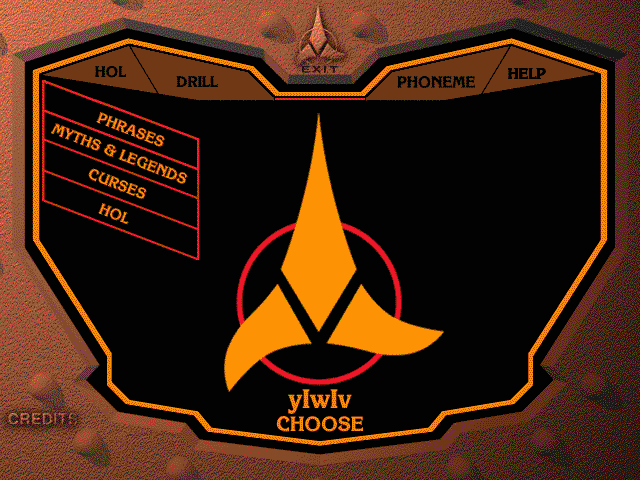 EXIT
HOL
DRILL
PHONEME
HELP
PHRASES
MYTHS & LEGENDS
CURSES
HOL
yIwIv
CHOOSE
CREDITS